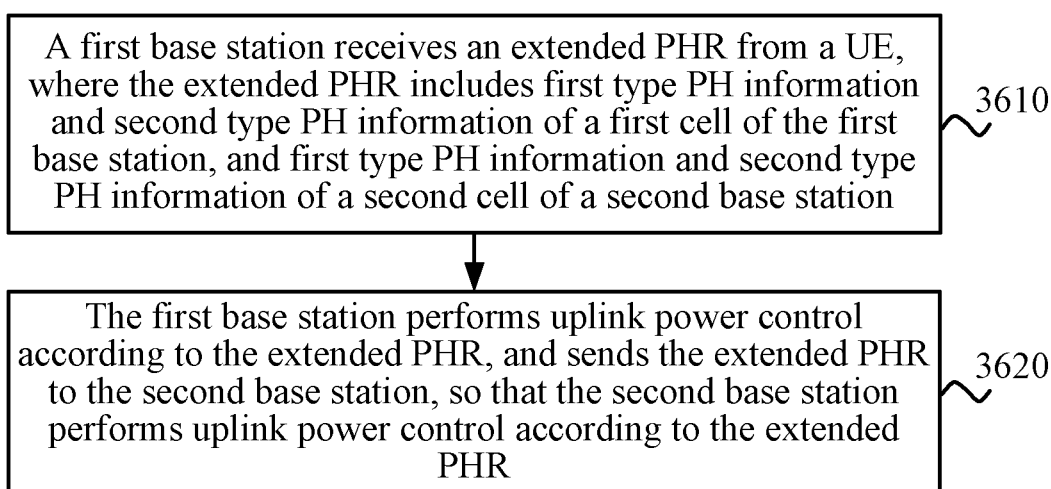 A first base station receives an extended PHR from a UE,
where the extended PHR includes first type PH information
and second type PH information of a first cell of the first
base station, and first type PH information and second type
PH information of a second cell of a second base station
3610
The first base station performs uplink power control
according to the extended PHR, and sends the extended PHR
to the second base station, so that the second base station
performs uplink power control according to the extended
PHR
3620